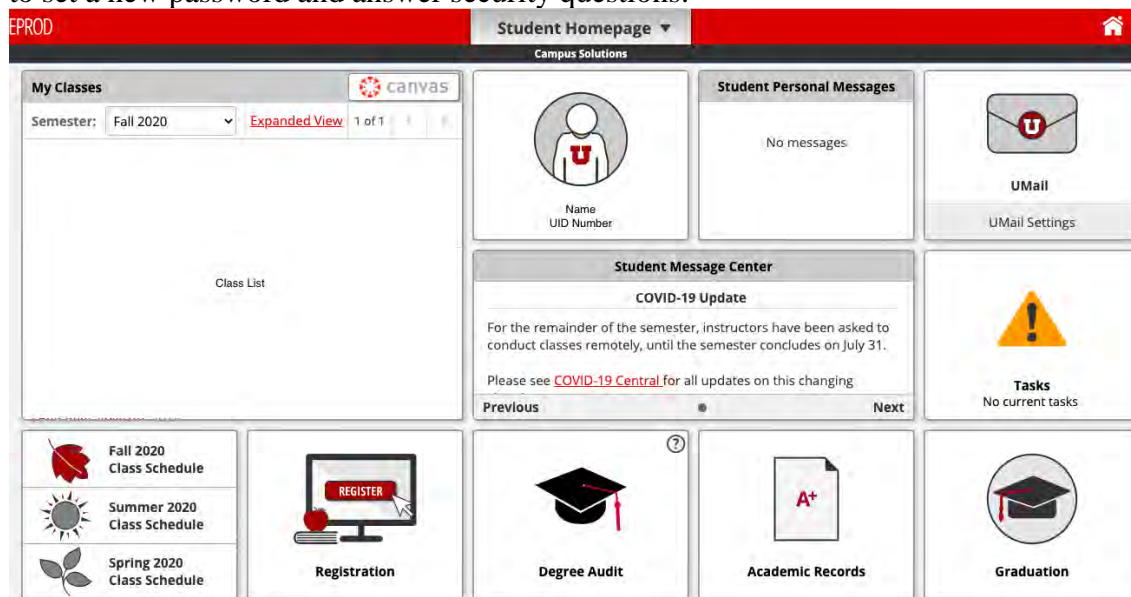 to set a new password and answer security questions.
EPROD
Student Homepage ▼
Campus Solutions
My Classes
canvas
Semester: Fall 2020 Expanded View 1 of 1
Class List
U
Name
UID Number
Student Personal Messages
No messages
U
UMail
UMail Settings
Student Message Center
COVID-19 Update
For the remainder of the semester, instructors have been asked to
conduct classes remotely, until the semester concludes on July 31.
Please see COVID-19 Central for all updates on this changing
Previous Next
Tasks
No current tasks
Fall 2020
Class Schedule
Summer 2020
Class Schedule
Spring 2020
Class Schedule
REGISTER
Registration
?
Degree Audit
A+
Academic Records
Graduation